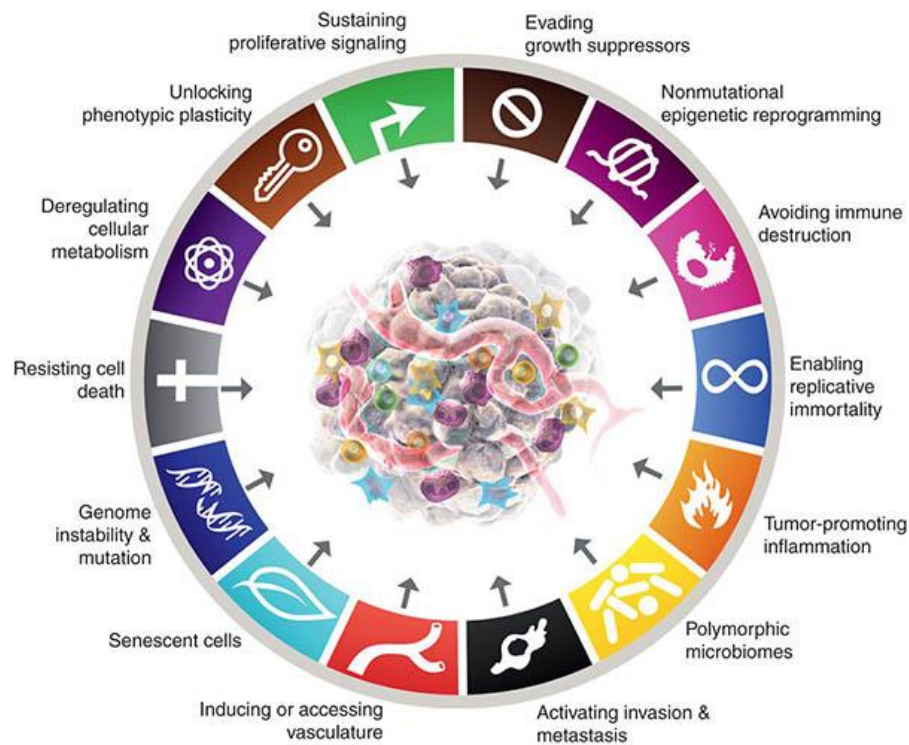 Sustaining
proliferative signaling
Evading
growth suppressors
Nonmutational
epigenetic reprogramming
Avoiding immune
destruction
Enabling
replicative
immortality
Tumor-promoting
inflammation
Polymorphic
microbiomes
Activating invasion &
metastasis
Inducing or accessing
vasculature
Senescent cells
Genome
instability &
mutation
Resisting cell
death
Deregulating
cellular
metabolism
Unlocking
phenotypic plasticity